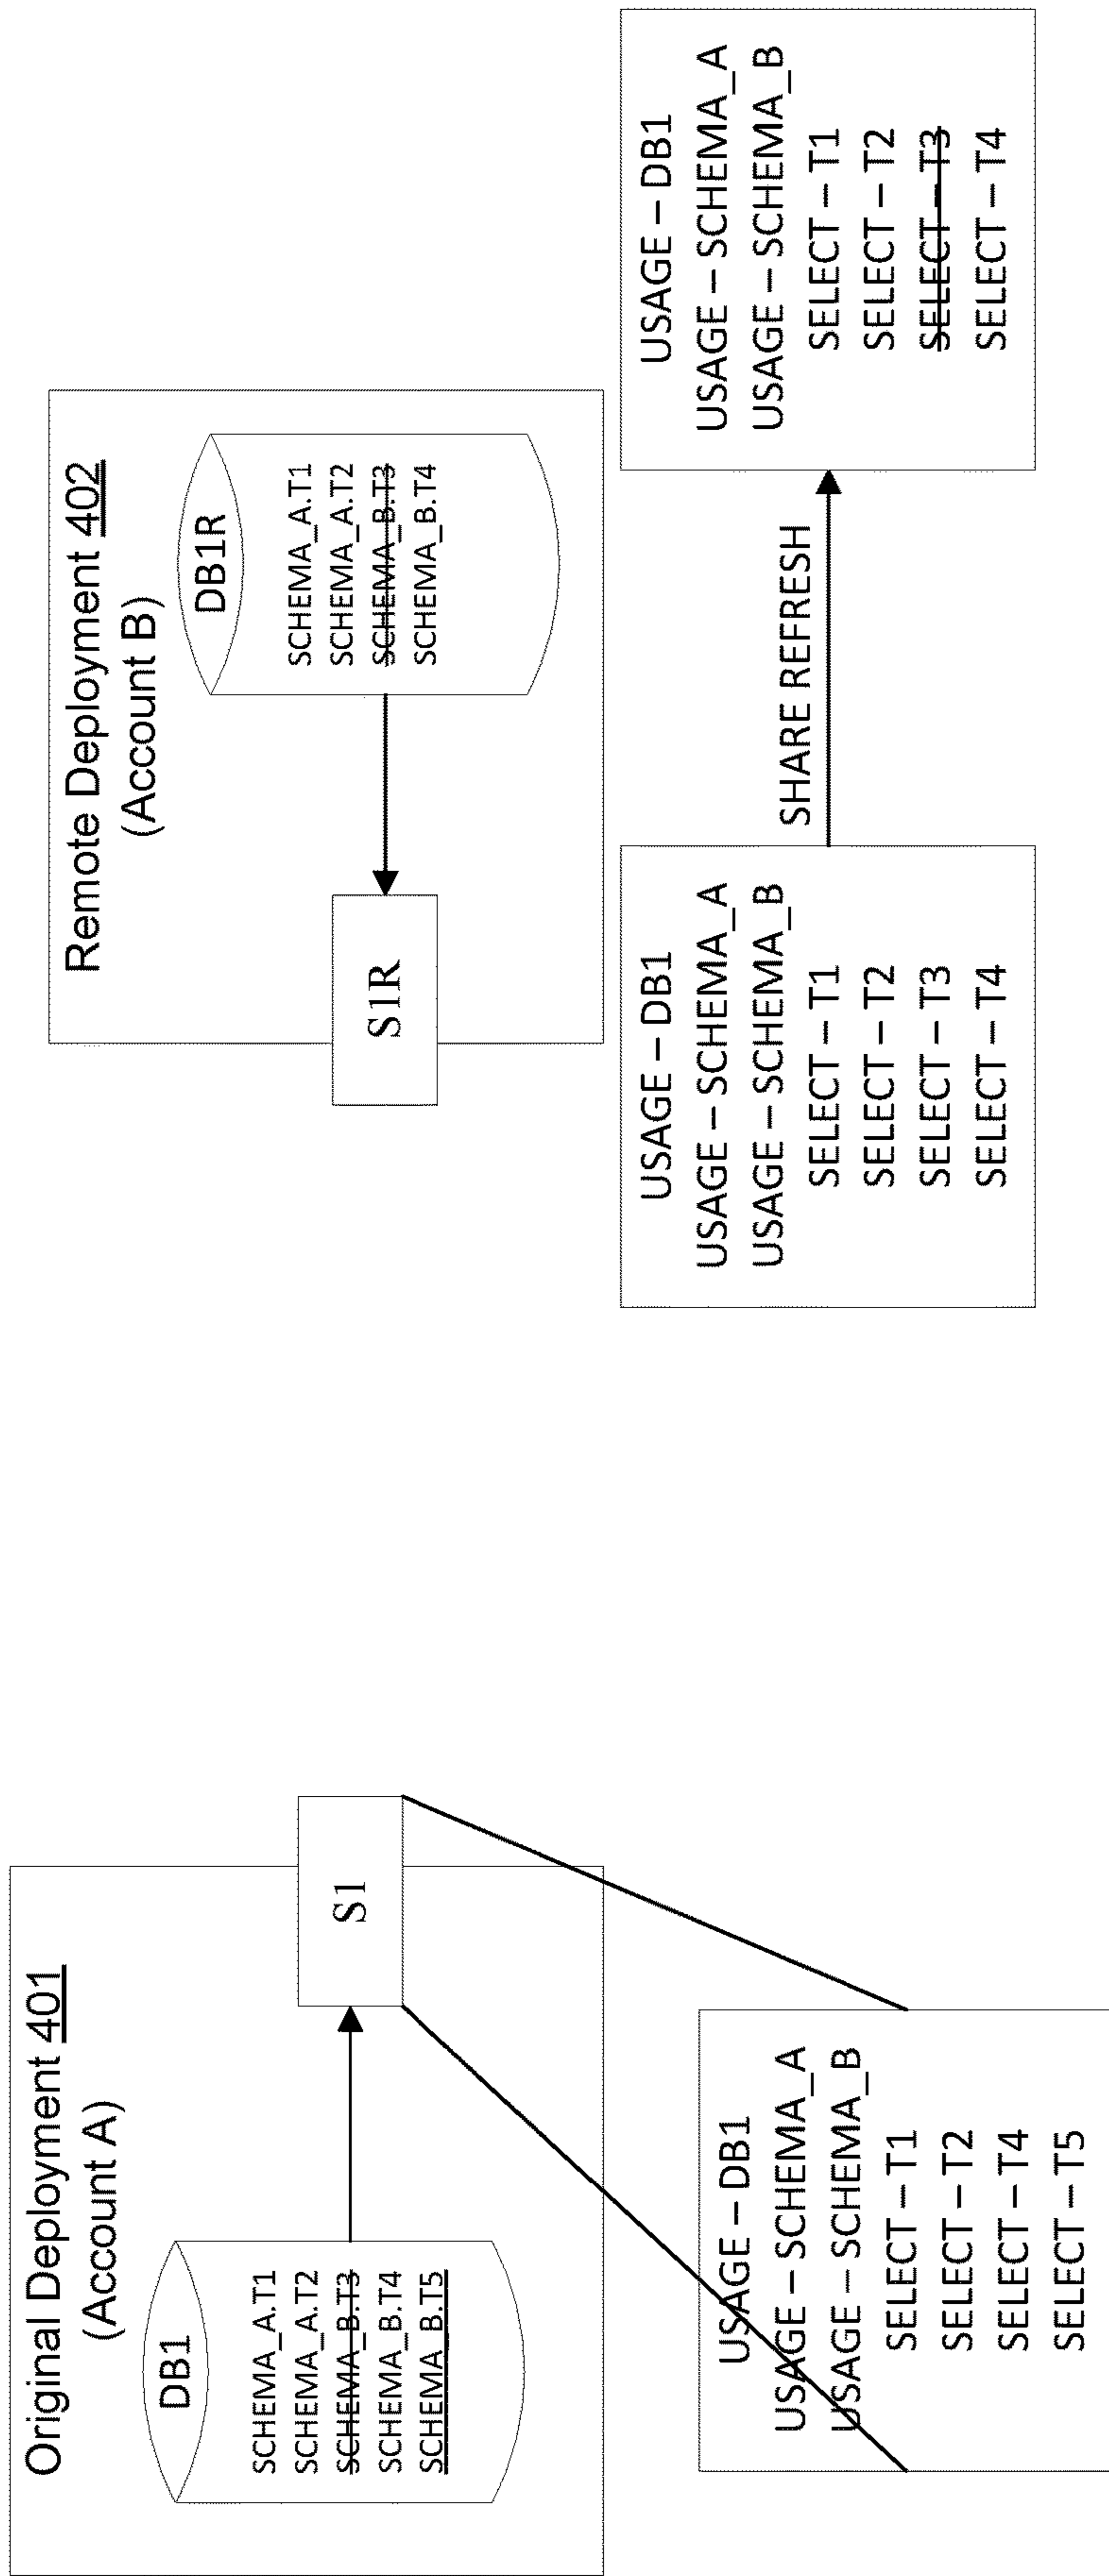 Original Deployment 401
(Account A)
DB1
SCHEMA_A.T1
SCHEMA_A.T2
SCHEMA_B.T3
SCHEMA_B.T4
SCHEMA_B.T5
S1
USAGE – DB1
USAGE – SCHEMA_A
USAGE – SCHEMA_B
SELECT – T1
SELECT – T2
SELECT – T4
SELECT – T5
Remote Deployment 402
(Account B)
S1R
DB1R
SCHEMA_A.T1
SCHEMA_A.T2
SCHEMA_B.T3
SCHEMA_B.T4
USAGE – DB1
USAGE – SCHEMA_A
USAGE – SCHEMA_B
SELECT – T1
SELECT – T2
SELECT – T3
SELECT – T4
SHARE REFRESH
USAGE – DB1
USAGE – SCHEMA_A
USAGE – SCHEMA_B
SELECT – T1
SELECT – T2
SELECT – T3
SELECT – T4